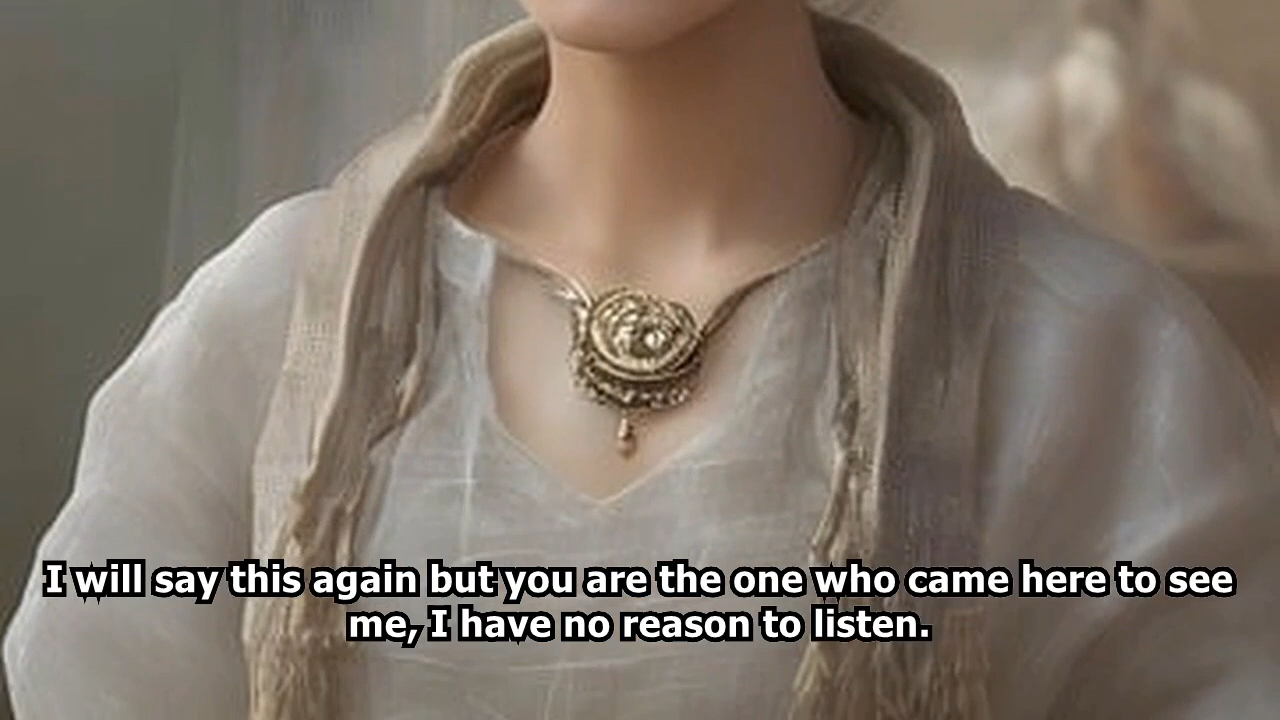 I will say this again but you are the one who came here to see
me, I have no reason to listen.